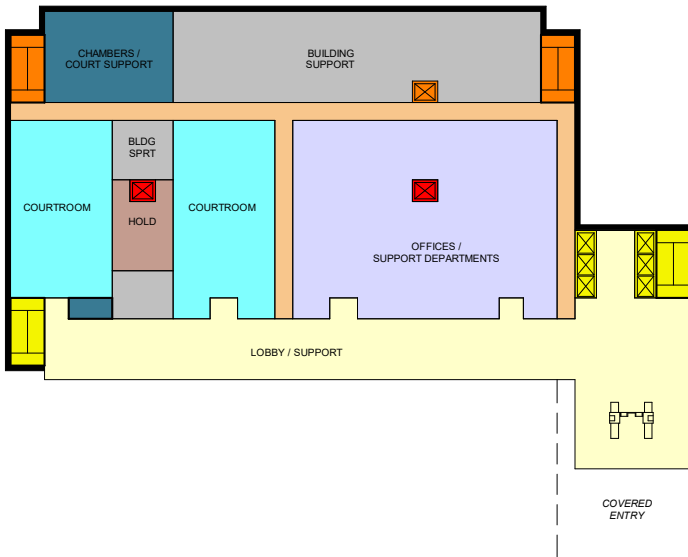 CHAMBERS /
COURT SUPPORT
BUILDING
SUPPORT
BLDG
SPRT
COURTROOM
HOLD
COURTROOM
OFFICES /
SUPPORT DEPARTMENTS
LOBBY / SUPPORT
COVERED
ENTRY